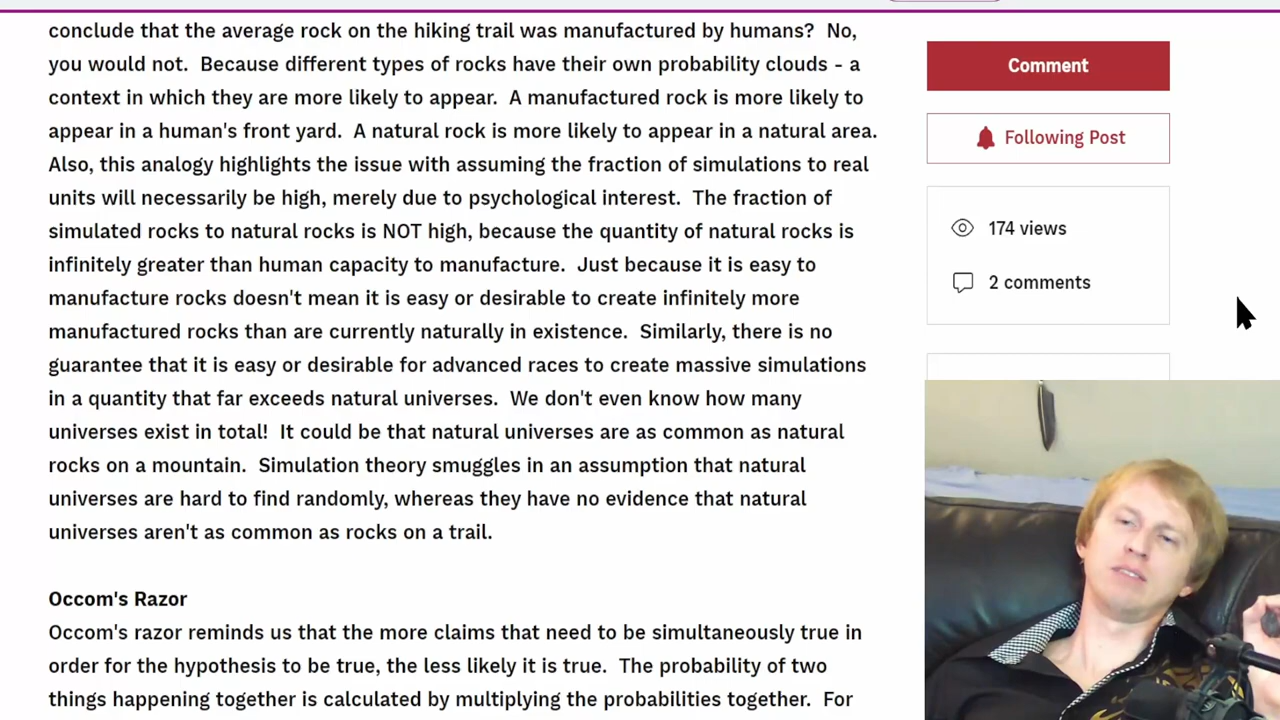 conclude that the average rock on the hiking trail was manufactured by humans?  No,
you would not.  Because different types of rocks have their own probability clouds - a
context in which they are more likely to appear.  A manufactured rock is more likely to
appear in a human's front yard.  A natural rock is more likely to appear in a natural area.
Also, this analogy highlights the issue with assuming the fraction of simulations to real
units will necessarily be high, merely due to psychological interest.  The fraction of
simulated rocks to natural rocks is NOT high, because the quantity of natural rocks is
infinitely greater than human capacity to manufacture.  Just because it is easy to
manufacture rocks doesn't mean it is easy or desirable to create infinitely more
manufactured rocks than are currently naturally in existence.  Similarly, there is no
guarantee that it is easy or desirable for advanced races to create massive simulations
in a quantity that far exceeds natural universes.  We don't even know how many
universes exist in total!  It could be that natural universes are as common as natural
rocks on a mountain.  Simulation theory smuggles in an assumption that natural
universes are hard to find randomly, whereas they have no evidence that natural
universes aren't as common as rocks on a trail.
Occom's Razor
Occom's razor reminds us that the more claims that need to be simultaneously true in
order for the hypothesis to be true, the less likely it is true.  The probability of two
things happening together is calculated by multiplying the probabilities together.  For
Comment
Following Post
174 views
2 comments